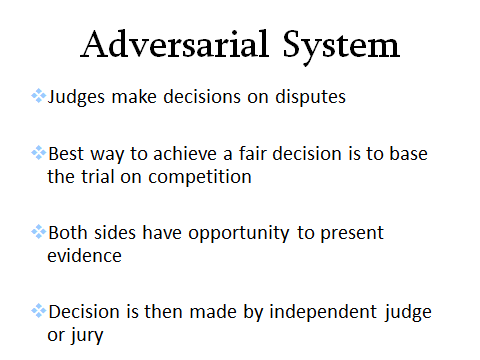 Adversarial System
❖Judges make decisions on disputes
❖Best way to achieve a fair decision is to base
the trial on competition
❖Both sides have opportunity to present
evidence
❖Decision is then made by independent judge
or jury